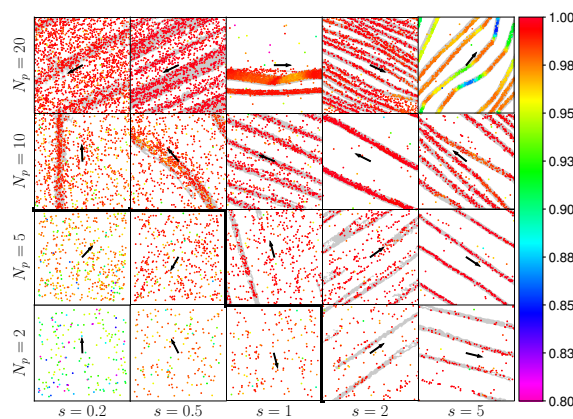 N_p = 20
N_p = 10
N_p = 5
N_p = 2
s = 0.2
s = 0.5
s = 1
s = 2
s = 5
1.00
0.98
0.95
0.93
0.90
0.88
0.85
0.83
0.80